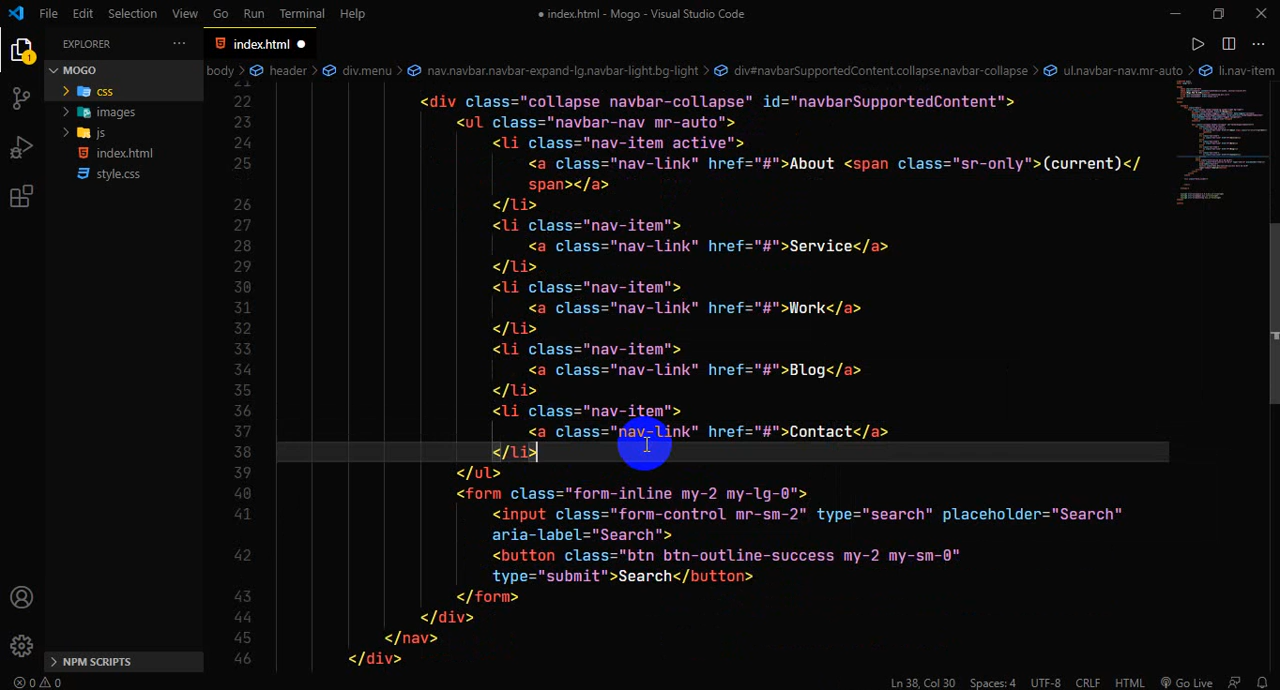 File Edit Selection View Go Run Terminal Help ● index.html - Mogo - Visual Studio Code
EXPLORER ···
index.html ●
1
MOGO
body > header > div.menu > nav.navbar.navbar-expand-lg.navbar-light.bg-light > div#navbarSupportedContent.collapse.navbar-collapse > ul.navbar-nav.mr-auto > li.nav-item
css
images
js
index.html
style.css
21
22 <div class="collapse navbar-collapse" id="navbarSupportedContent">
23 <ul class="navbar-nav mr-auto">
24 <li class="nav-item active">
25 <a class="nav-link" href="#">About <span class="sr-only">(current)</
span></a>
26 </li>
27 <li class="nav-item">
28 <a class="nav-link" href="#">Service</a>
29 </li>
30 <li class="nav-item">
31 <a class="nav-link" href="#">Work</a>
32 </li>
33 <li class="nav-item">
34 <a class="nav-link" href="#">Blog</a>
35 </li>
36 <li class="nav-item">
37 <a class="nav-link" href="#">Contact</a>
38 </li>
39 </ul>
40 <form class="form-inline my-2 my-lg-0">
41 <input class="form-control mr-sm-2" type="search" placeholder="Search"
aria-label="Search">
42 <button class="btn btn-outline-success my-2 my-sm-0"
type="submit">Search</button>
43 </form>
44 </div>
45 </nav>
46 </div>
NPM SCRIPTS
0 0 Ln 38, Col 30 Spaces: 4 UTF-8 CRLF HTML Go Live